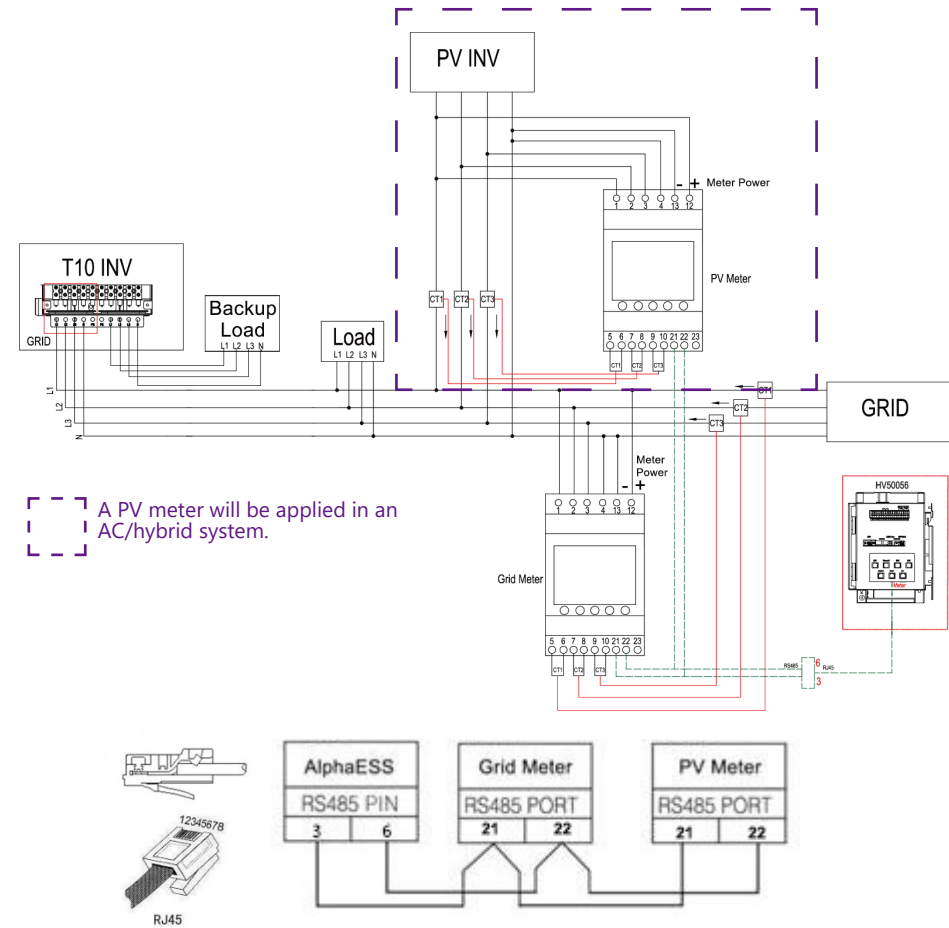 PV INV
- + Meter Power
1 2 3 4 13 12
PV Meter
T10 INV
GRID
Backup
Load
L1 L2 L3 N
Load
L1 L2 L3 N
CT1 CT2 CT3
5 6 7 8 9 10 21 22 23
CT1 CT2 CT3
L1
L2
L3
N
CT1
CT2
CT3
GRID
Meter
Power
- +
1 2 3 4 13 12
Grid Meter
5 6 7 8 9 10 21 22 23
CT1 CT2 CT3
A PV meter will be applied in an
AC/hybrid system.
HV50056
Meter
RS485 6 RJ45
3
12345678
RJ45
AlphaESS
RS485 PIN
3 6
Grid Meter
RS485 PORT
21 22
PV Meter
RS485 PORT
21 22